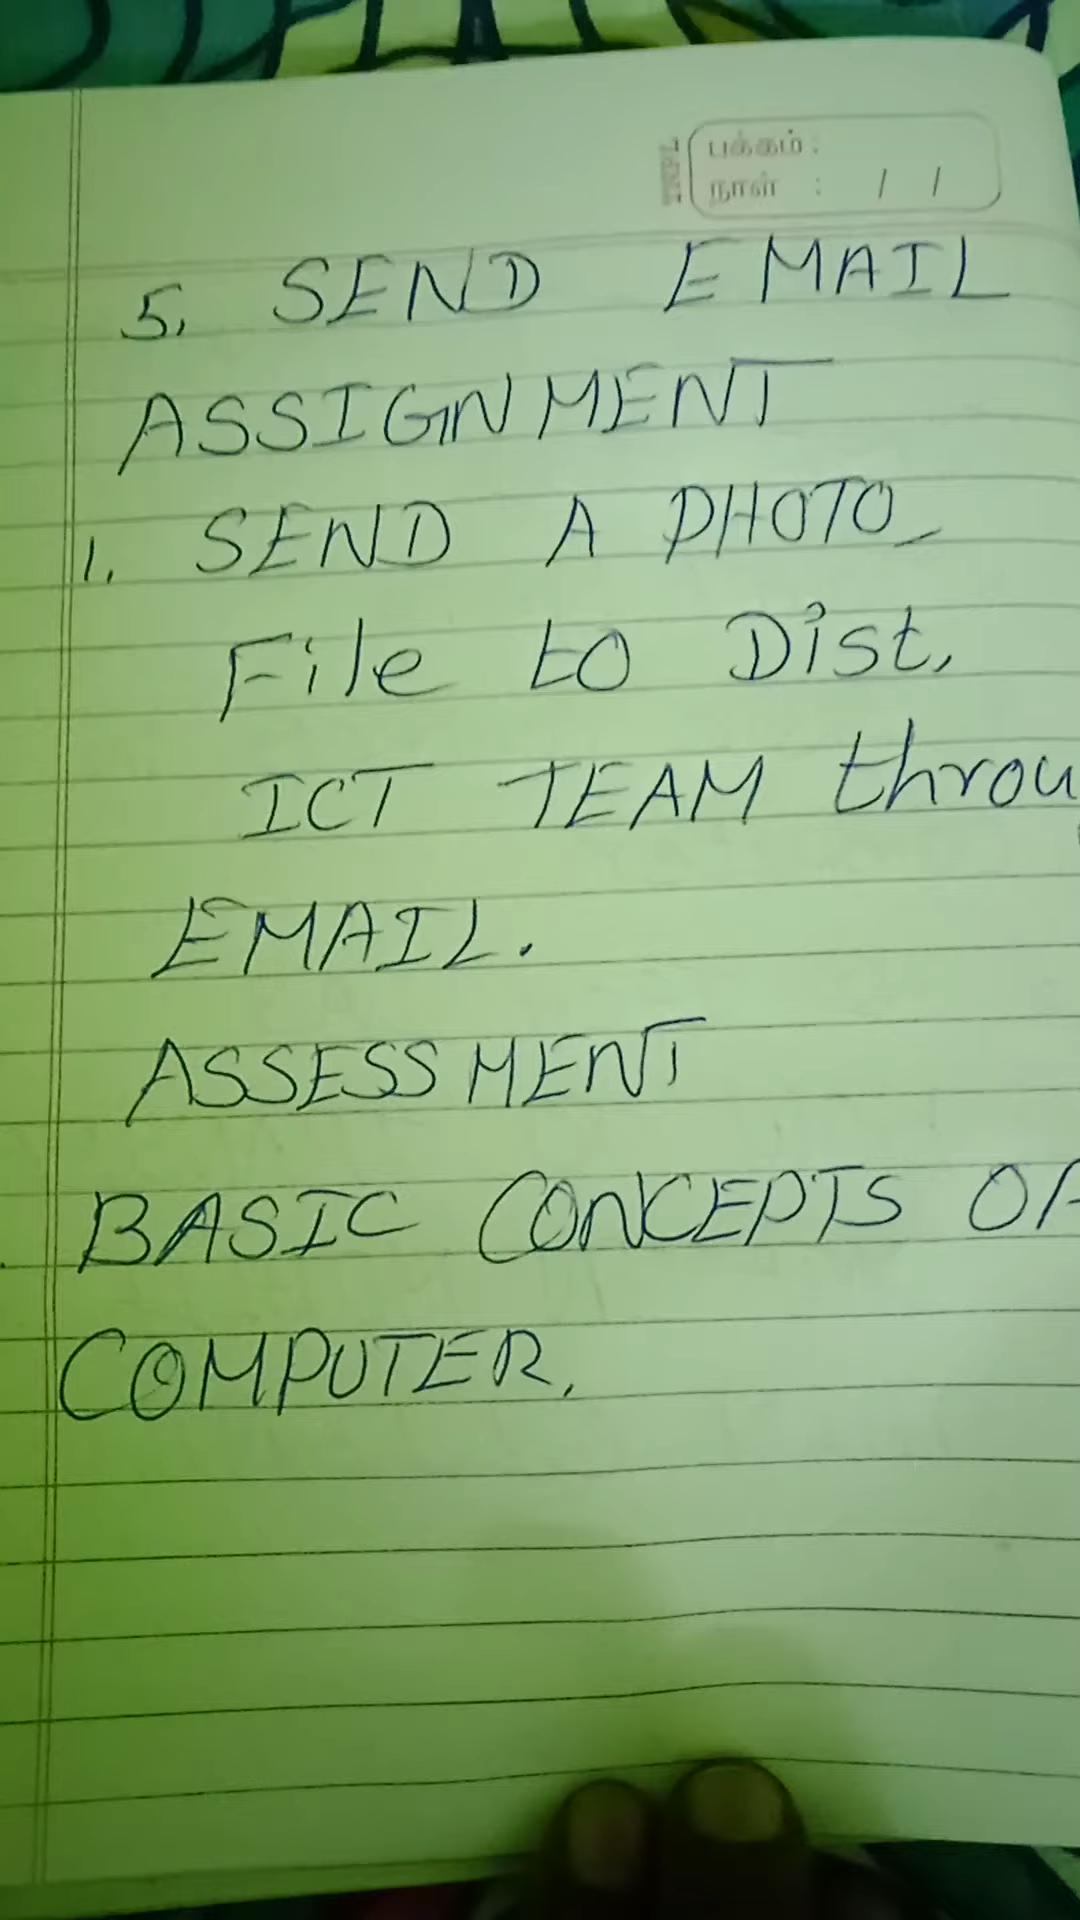 பக்கம் :
நாள் : / /
5. SEND EMAIL
ASSIGNMENT
1. SEND A PHOTO
File to Dist.
ICT TEAM throu
EMAIL.
ASSESSMENT
BASIC CONCEPTS OF
COMPUTER.